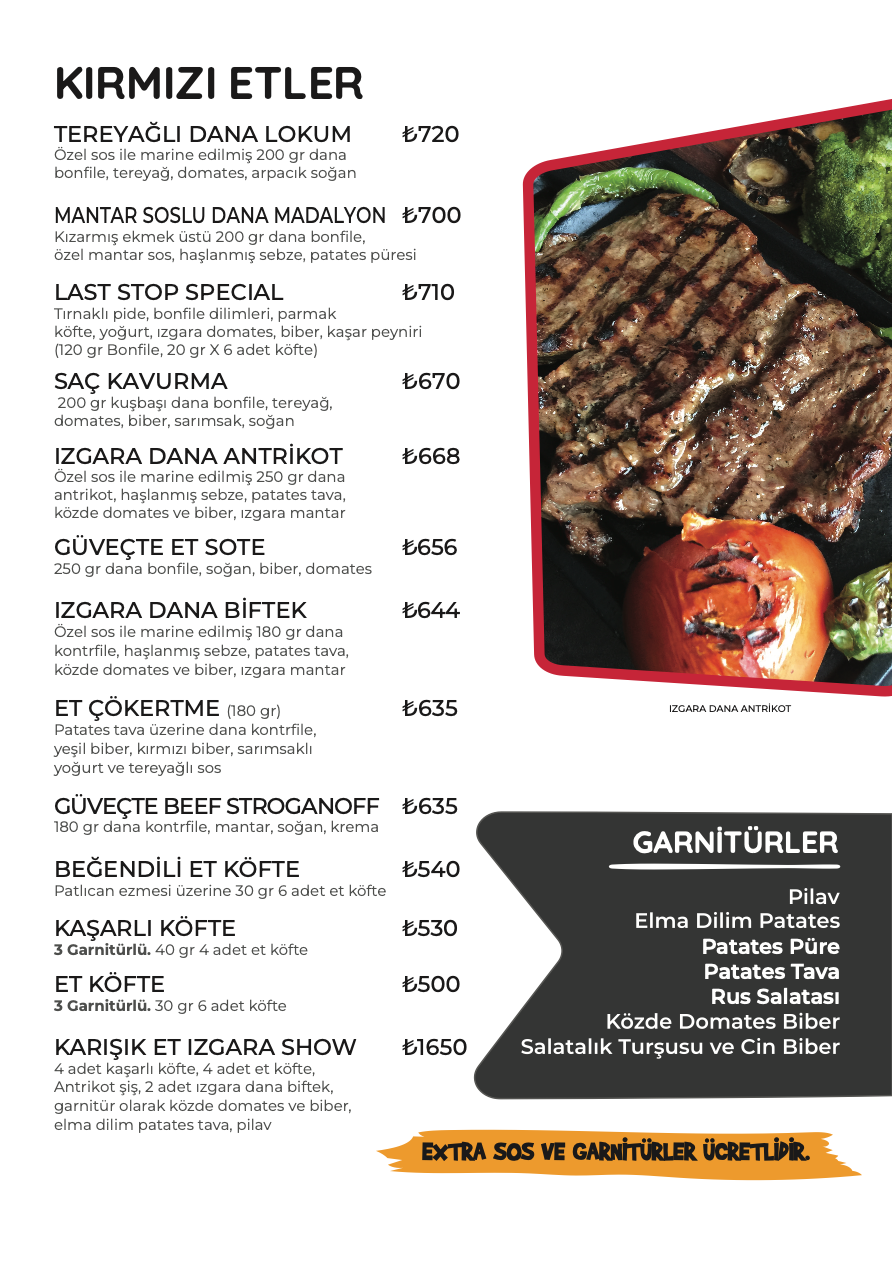 KIRMIZI ETLER
TEREYAĞLI DANA LOKUM ₺720
Özel sos ile marine edilmiş 200 gr dana
bonfile, tereyağ, domates, arpacık soğan
MANTAR SOSLU DANA MADALYON ₺700
Kızarmış ekmek üstü 200 gr dana bonfile,
özel mantar sos, haşlanmış sebze, patates püresi
LAST STOP SPECIAL ₺710
Tırnaklı pide, bonfile dilimleri, parmak
köfte, yoğurt, ızgara domates, biber, kaşar peyniri
(120 gr Bonfile, 20 gr X 6 adet köfte)
SAÇ KAVURMA ₺670
200 gr kuşbaşı dana bonfile, tereyağ,
domates, biber, sarımsak, soğan
IZGARA DANA ANTRİKOT ₺668
Özel sos ile marine edilmiş 250 gr dana
antrikot, haşlanmış sebze, patates tava,
közde domates ve biber, ızgara mantar
GÜVEÇTE ET SOTE ₺656
250 gr dana bonfile, soğan, biber, domates
IZGARA DANA BİFTEK ₺644
Özel sos ile marine edilmiş 180 gr dana
kontrfile, haşlanmış sebze, patates tava,
közde domates ve biber, ızgara mantar
ET ÇÖKERTME (180 gr) ₺635
Patates tava üzerine dana kontrfile,
yeşil biber, kırmızı biber, sarımsaklı
yoğurt ve tereyağlı sos
GÜVEÇTE BEEF STROGANOFF ₺635
180 gr dana kontrfile, mantar, soğan, krema
BEĞENDİLİ ET KÖFTE ₺540
Patlıcan ezmesi üzerine 30 gr 6 adet et köfte
KAŞARLI KÖFTE ₺530
3 Garnitürlü. 40 gr 4 adet et köfte
ET KÖFTE ₺500
3 Garnitürlü. 30 gr 6 adet köfte
KARIŞIK ET IZGARA SHOW ₺1650
4 adet kaşarlı köfte, 4 adet et köfte,
Antrikot şiş, 2 adet ızgara dana biftek,
garnitür olarak közde domates ve biber,
elma dilim patates tava, pilav
IZGARA DANA ANTRİKOT
GARNİTÜRLER
Pilav
Elma Dilim Patates
Patates Püre
Patates Tava
Rus Salatası
Közde Domates Biber
Salatalık Turşusu ve Cin Biber
EXTRA SOS VE GARNİTÜRLER ÜCRETLİDİR.